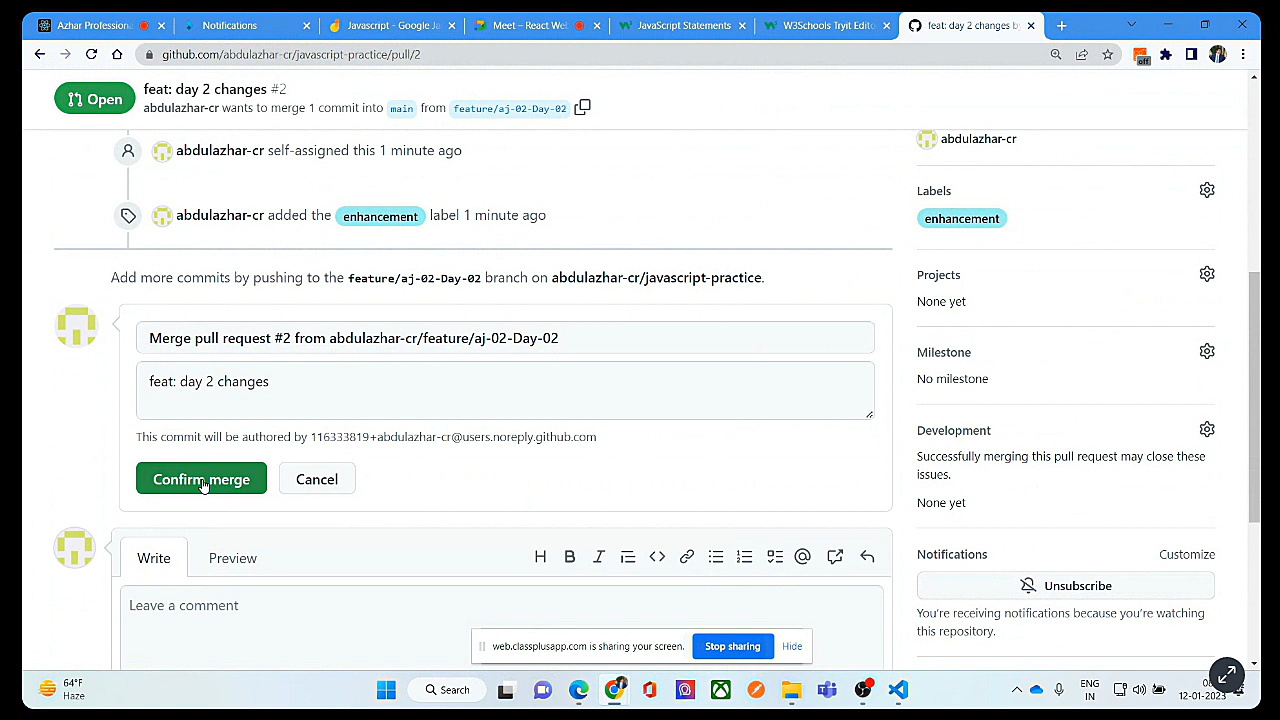 Azhar Profession
Notifications
Javascript - Google Ja
Meet – React Web
JavaScript Statements
W3Schools Tryit Edito
feat: day 2 changes b
github.com/abdulazhar-cr/javascript-practice/pull/2
off
Open
feat: day 2 changes #2
abdulazhar-cr wants to merge 1 commit into main from feature/aj-02-Day-02
abdulazhar-cr self-assigned this 1 minute ago
abdulazhar-cr added the enhancement label 1 minute ago
Add more commits by pushing to the feature/aj-02-Day-02 branch on abdulazhar-cr/javascript-practice.
Merge pull request #2 from abdulazhar-cr/feature/aj-02-Day-02
feat: day 2 changes
This commit will be authored by 116333819+abdulazhar-cr@users.noreply.github.com
Confirm merge
Cancel
Write
Preview
Leave a comment
abdulazhar-cr
Labels
enhancement
Projects
None yet
Milestone
No milestone
Development
Successfully merging this pull request may close these
issues.
None yet
Notifications
Customize
Unsubscribe
You're receiving notifications because you're watching
this repository.
web.classplusapp.com is sharing your screen.
Stop sharing
Hide
64°F
Haze
Search
ENG
IN
12-01-2023